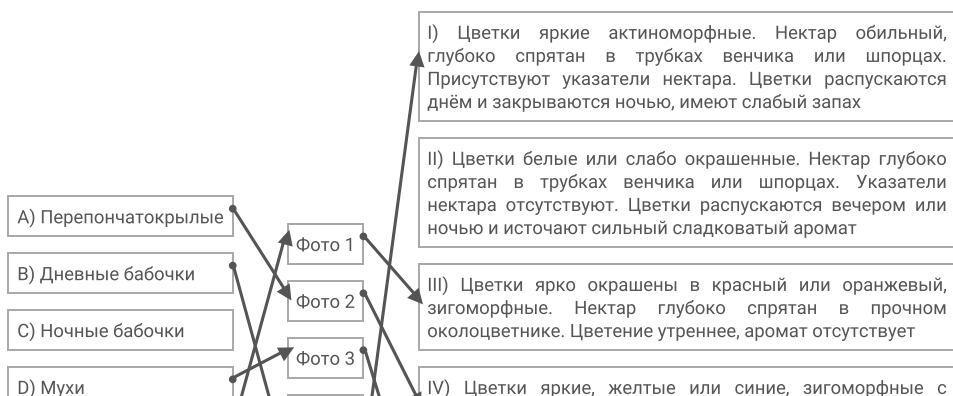 I) Цветки яркие актиноморфные. Нектар обильный,
глубоко спрятан в трубках венчика или шпорцах.
Присутствуют указатели нектара. Цветки распускаются
днём и закрываются ночью, имеют слабый запах
II) Цветки белые или слабо окрашенные. Нектар глубоко
спрятан в трубках венчика или шпорцах. Указатели
нектара отсутствуют. Цветки распускаются вечером или
ночью и источают сильный сладковатый аромат
A) Перепончатокрылые
Фото 1
B) Дневные бабочки
III) Цветки ярко окрашены в красный или оранжевый,
зигоморфные. Нектар глубоко спрятан в прочном
околоцветнике. Цветение утреннее, аромат отсутствует
Фото 2
C) Ночные бабочки
Фото 3
D) Мухи
IV) Цветки яркие, желтые или синие, зигоморфные с